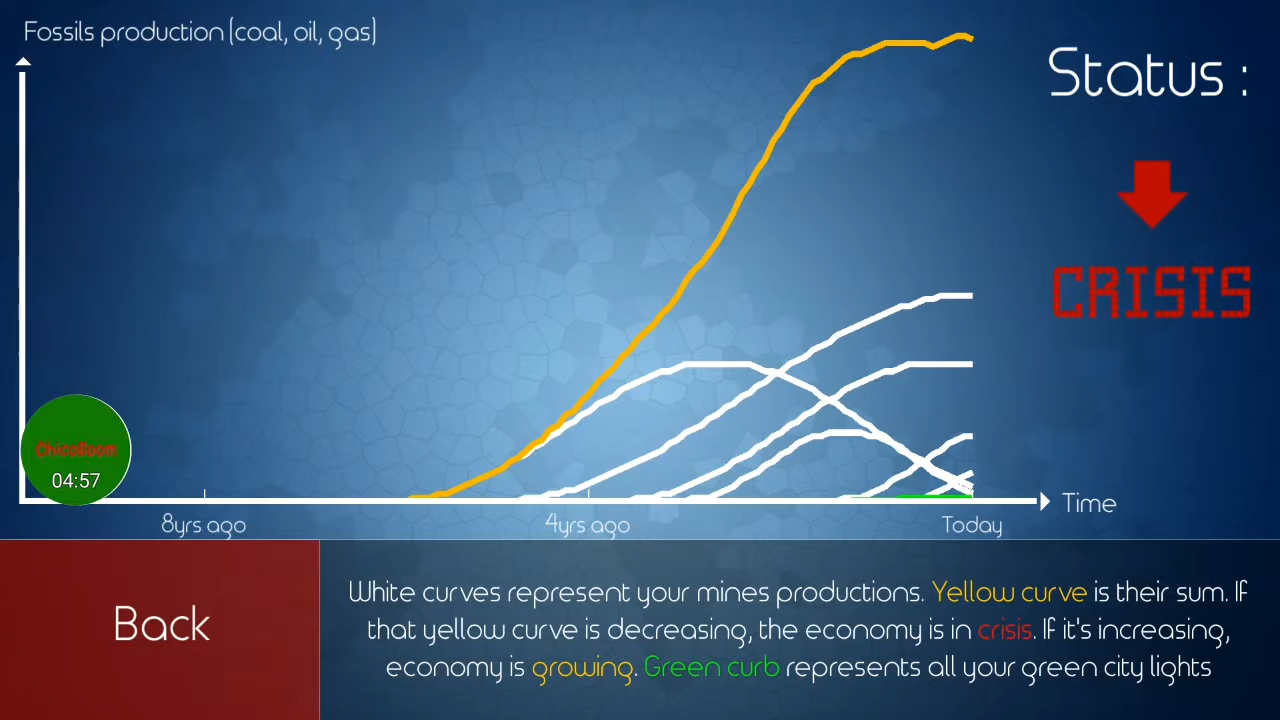 Fossils production (coal, oil, gas)
Status :
CRISIS
ChicoBoom
04:57
8yrs ago
4yrs ago
Today
Time
Back
White curves represent your mines productions. Yellow curve is their sum. If
that yellow curve is decreasing, the economy is in crisis. If it's increasing,
economy is growing. Green curb represents all your green city lights